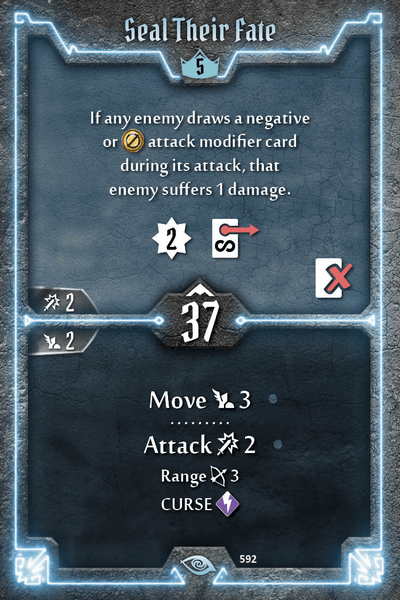 Seal Their Fate
5
If any enemy draws a negative
or attack modifier card
during its attack, that
enemy suffers 1 damage.
2
2
37
2
Move 3
Attack 2
Range 3
CURSE
592